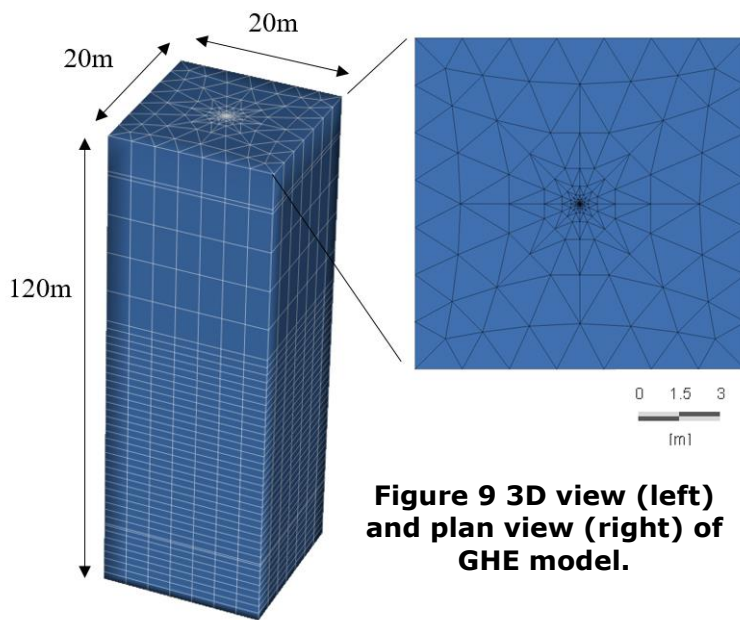 20m
20m
120m
0 1.5 3
[m]
Figure 9 3D view (left)
and plan view (right) of
GHE model.